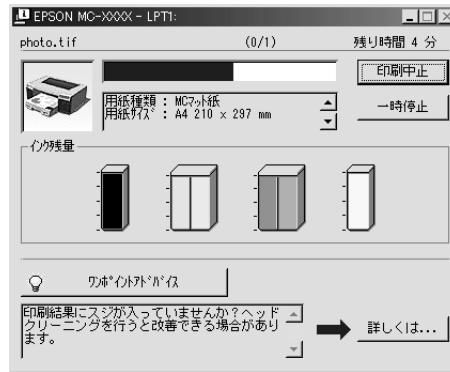 EPSON MC-XXXX - LPT1:
photo.tif (0/1) 残り時間 4 分
印刷中止
用紙種類 : MCマット紙
用紙サイズ : A4 210 × 297 mm
一時停止
インク残量
ワンポイントアドバイス
印刷結果にスジが入っていませんか?ヘッド
クリーニングを行うと改善できる場合があり
ます。
詳しくは...